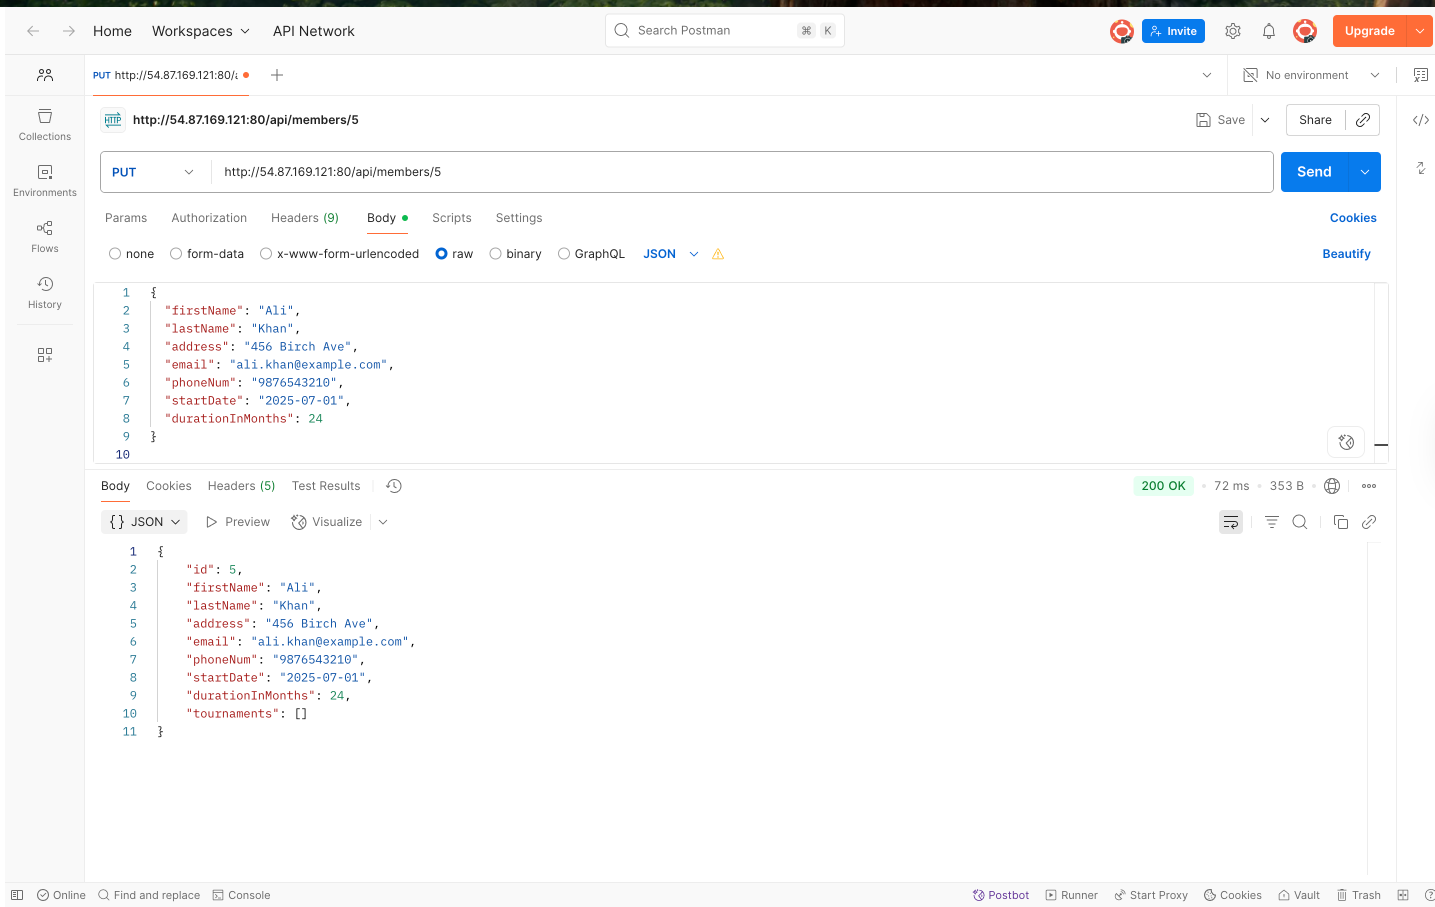 Home Workspaces API Network Search Postman ⌘ K Invite Upgrade
PUT http://54.87.169.121:80/a No environment
HTTP http://54.87.169.121:80/api/members/5 Save Share
PUT http://54.87.169.121:80/api/members/5 Send
Params Authorization Headers (9) Body Scripts Settings Cookies
none form-data x-www-form-urlencoded raw binary GraphQL JSON Beautify
Collections
Environments
Flows
History
1 {
2 "firstName": "Ali",
3 "lastName": "Khan",
4 "address": "456 Birch Ave",
5 "email": "ali.khan@example.com",
6 "phoneNum": "9876543210",
7 "startDate": "2025-07-01",
8 "durationInMonths": 24
9 }
10
Body Cookies Headers (5) Test Results 200 OK • 72 ms • 353 B •
{} JSON Preview Visualize
1 {
2 "id": 5,
3 "firstName": "Ali",
4 "lastName": "Khan",
5 "address": "456 Birch Ave",
6 "email": "ali.khan@example.com",
7 "phoneNum": "9876543210",
8 "startDate": "2025-07-01",
9 "durationInMonths": 24,
10 "tournaments": []
11 }
Online Find and replace Console Postbot Runner Start Proxy Cookies Vault Trash